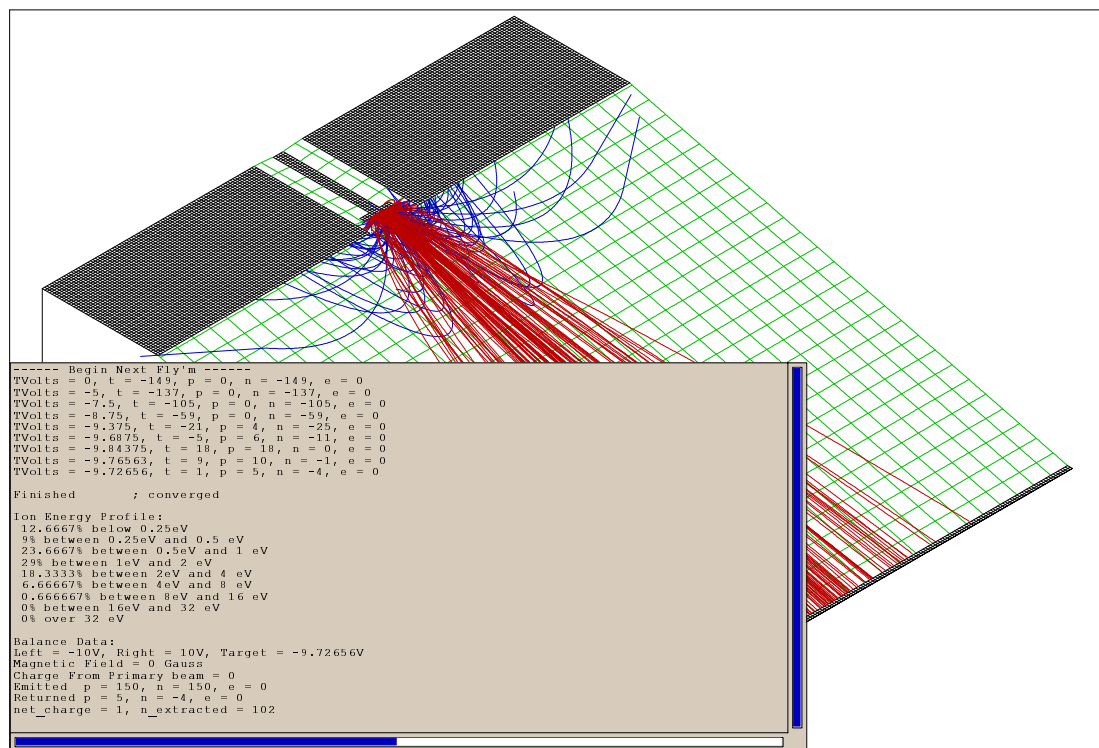 ------ Begin Next Fly'm ------
TVolts = 0, t = -149, p = 0, n = -149, e = 0
TVolts = -5, t = -137, p = 0, n = -137, e = 0
TVolts = -7.5, t = -105, p = 0, n = -105, e = 0
TVolts = -8.75, t = -59, p = 0, n = -59, e = 0
TVolts = -9.375, t = -21, p = 4, n = -25, e = 0
TVolts = -9.6875, t = -5, p = 6, n = -11, e = 0
TVolts = -9.84375, t = 18, p = 18, n = 0, e = 0
TVolts = -9.76563, t = 9, p = 10, n = -1, e = 0
TVolts = -9.72656, t = 1, p = 5, n = -4, e = 0
Finished ; converged
Ion Energy Profile:
12.6667% below 0.25eV
9% between 0.25eV and 0.5 eV
23.6667% between 0.5eV and 1 eV
29% between 1eV and 2 eV
18.3333% between 2eV and 4 eV
6.66667% between 4eV and 8 eV
0.666667% between 8eV and 16 eV
0% between 16eV and 32 eV
0% over 32 eV
Balance Data:
Left = -10V, Right = 10V, Target = -9.72656V
Magnetic Field = 0 Gauss
Charge From Primary beam = 0
Emitted p = 150, n = 150, e = 0
Returned p = 5, n = -4, e = 0
net_charge = 1, n_extracted = 102